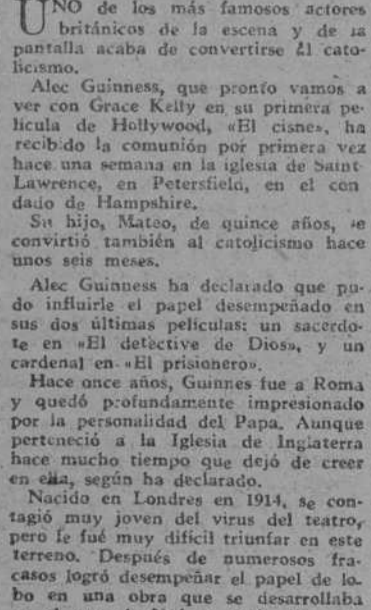 UNO de los más famosos actores
británicos de la escena y de la
pantalla acaba de convertirse al cato-
licismo.
Alec Guinness, que pronto vamos a
ver con Grace Kelly en su primera pe-
lícula de Hollywood, «El cisne», ha
recibido la comunión por primera vez
hace una semana en la iglesia de Saint
Lawrence, en Petersfield, en el con
dado de Hampshire.
Su hijo, Mateo, de quince años, se
convirtió también al catolicismo hace
unos seis meses.
Alec Guinness ha declarado que pu-
do influirle el papel desempeñado en
sus dos últimas películas: un sacerdo-
te en «El detective de Dios», y un
cardenal en «El prisionero».
Hace once años, Guinnes fue a Roma
y quedó profundamente impresionado
por la personalidad del Papa. Aunque
perteneció a la Iglesia de Inglaterra
hace mucho tiempo que dejó de creer
en ella, según ha declarado.
Nacido en Londres en 1914, se con-
tagió muy joven del virus del teatro,
pero le fué muy difícil triunfar en este
terreno. Después de numerosos fra-
casos logró desempeñar el papel de lo-
bo en una obra que se desarrollaba